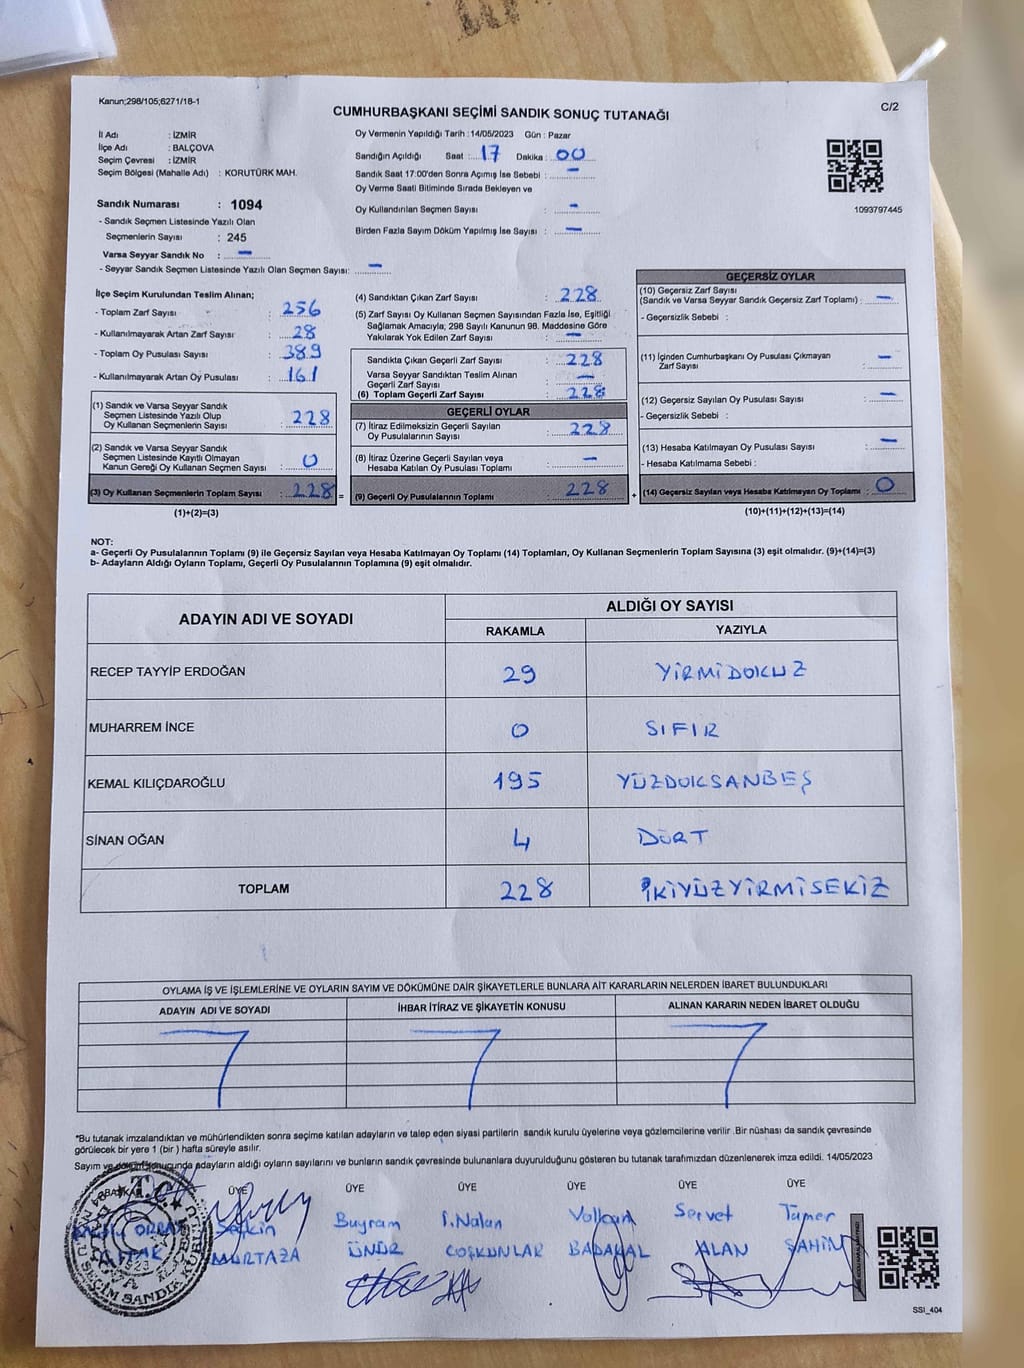 Kanun;298/105;6271/18-1
C/2
CUMHURBAŞKANI SEÇİMİ SANDIK SONUÇ TUTANAĞI
İl Adı : İZMİR
İlçe Adı : BALÇOVA
Seçim Çevresi : İZMİR
Seçim Bölgesi (Mahalle Adı) : KORUTÜRK MAH.
Sandık Numarası : 1094
- Sandık Seçmen Listesinde Yazılı Olan
Seçmenlerin Sayısı : 245
Varsa Seyyar Sandık No : -
- Seyyar Sandık Seçmen Listesinde Yazılı Olan Seçmen Sayısı: -
Oy Vermenin Yapıldığı Tarih :14/05/2023 Gün : Pazar
Sandığın Açıldığı Saat : 17 Dakika : 00
Sandık Saat 17:00'den Sonra Açımış İse Sebebi : -
Oy Verme Saati Bitiminde Sırada Bekleyen ve
Oy Kullandırılan Seçmen Sayısı : -
Birden Fazla Sayım Döküm Yapılmış İse Sayısı : -
1093797445
İlçe Seçim Kurulundan Teslim Alınan;
- Toplam Zarf Sayısı : 256
- Kullanılmayarak Artan Zarf Sayısı : 28
- Toplam Oy Pusulası Sayısı : 389
- Kullanılmayarak Artan Oy Pusulası : 161
(1) Sandık ve Varsa Seyyar Sandık
Seçmen Listesinde Yazılı Olup
Oy Kullanan Seçmenlerin Sayısı : 228
(2) Sandık ve Varsa Seyyar Sandık
Seçmen Listesinde Kayıtlı Olmayan
Kanun Gereği Oy Kullanan Seçmen Sayısı : 0
(3) Oy Kullanan Seçmenlerin Toplam Sayısı : 228 =
(1)+(2)=(3)
(4) Sandıktan Çıkan Zarf Sayısı : 228
(5) Zarf Sayısı Oy Kullanan Seçmen Sayısından Fazla İse, Eşitliği
Sağlamak Amacıyla; 298 Sayılı Kanunun 98. Maddesine Göre
Yakılarak Yok Edilen Zarf Sayısı : -
Sandıkta Çıkan Geçerli Zarf Sayısı : 228
Varsa Seyyar Sandıktan Teslim Alınan
Geçerli Zarf Sayısı : -
(6) Toplam Geçerli Zarf Sayısı : 228
GEÇERLİ OYLAR
(7) İtiraz Edilmeksizin Geçerli Sayılan
Oy Pusulalarının Sayısı : 228
(8) İtiraz Üzerine Geçerli Sayılan veya
Hesaba Katılan Oy Pusulası Toplamı : -
(9) Geçerli Oy Pusulalarının Toplamı : 228 +
GEÇERSİZ OYLAR
(10) Geçersiz Zarf Sayısı
(Sandık ve Varsa Seyyar Sandık Geçersiz Zarf Toplamı) : -
- Geçersizlik Sebebi :
(11) İçinden Cumhurbaşkanı Oy Pusulası Çıkmayan
Zarf Sayısı : -
(12) Geçersiz Sayılan Oy Pusulası Sayısı : -
- Geçersizlik Sebebi :
(13) Hesaba Katılmayan Oy Pusulası Sayısı : -
- Hesaba Katılmama Sebebi :
(14) Geçersiz Sayılan veya Hesaba Katılmayan Oy Toplamı : 0
(10)+(11)+(12)+(13)=(14)
NOT:
a- Geçerli Oy Pusulalarının Toplamı (9) ile Geçersiz Sayılan veya Hesaba Katılmayan Oy Toplamı (14) Toplamları, Oy Kullanan Seçmenlerin Toplam Sayısına (3) eşit olmalıdır. (9)+(14)=(3)
b- Adayların Aldığı Oyların Toplamı, Geçerli Oy Pusulalarının Toplamına (9) eşit olmalıdır.
ADAYIN ADI VE SOYADI ALDIĞI OY SAYISI
RAKAMLA YAZIYLA
RECEP TAYYİP ERDOĞAN 29 YİRMİDOKUZ
MUHARREM İNCE 0 SIFIR
KEMAL KILIÇDAROĞLU 195 YÜZDOKSANBEŞ
SİNAN OĞAN 4 DÖRT
TOPLAM 228 İKİYÜZYİRMİSEKİZ
OYLAMA İŞ VE İŞLEMLERİNE VE OYLARIN SAYIM VE DÖKÜMÜNE DAİR ŞİKAYETLERLE BUNLARA AİT KARARLARIN NELERDEN İBARET BULUNDUKLARI
ADAYIN ADI VE SOYADI İHBAR İTİRAZ VE ŞİKAYETİN KONUSU ALINAN KARARIN NEDEN İBARET OLDUĞU
*Bu tutanak imzalandıktan ve mühürlendikten sonra seçime katılan adayların ve talep eden siyasi partilerin sandık kurulu üyelerine veya gözlemcilerine verilir .Bir nüshası da sandık çevresinde
görülecek bir yere 1 (bir ) hafta süreyle asılır.
Sayım ve döküm sonucunda adayların aldığı oyların sayılarını ve bunların sandık çevresinde bulunanlara duyurulduğunu gösteren bu tutanak tarafımızdan düzenlenerek imza edildi. 14/05/2023
BAŞKAN ÜYE ÜYE ÜYE ÜYE ÜYE ÜYE
Seçkin Bayram İ.Nalan Volkan Servet Tamer
MURTAZA ÜNÜR COŞKUNLAR BADAKAL ALAN ŞAHİN
T.C.
SSI_404